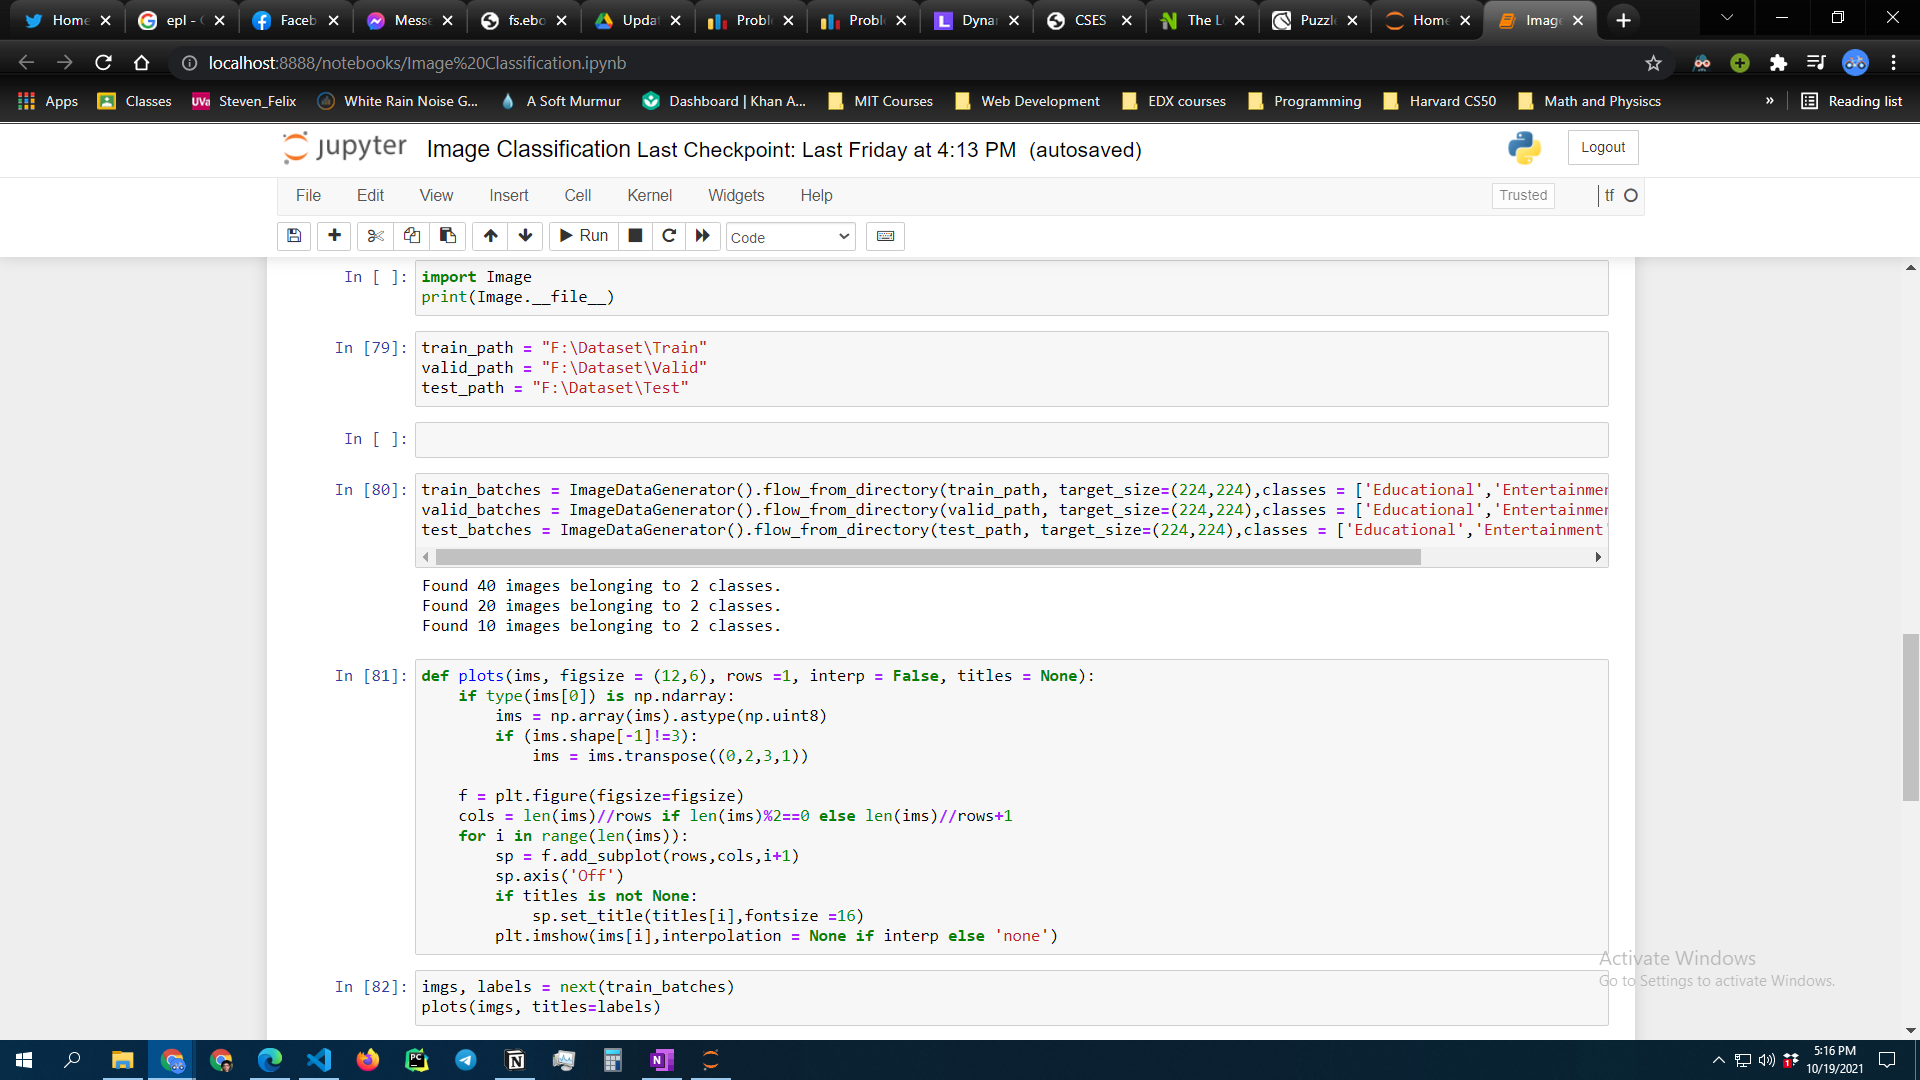 Home
epl -
Faceb
Messe
fs.ebo
Updat
Proble
Proble
Dynar
CSES
The L
Puzzle
Home
Image
localhost:8888/notebooks/Image%20Classification.ipynb
Apps
Classes
UVa Steven_Felix
White Rain Noise G...
A Soft Murmur
Dashboard | Khan A...
MIT Courses
Web Development
EDX courses
Programming
Harvard CS50
Math and Physiscs
»
Reading list
jupyter Image Classification Last Checkpoint: Last Friday at 4:13 PM (autosaved)
Logout
File Edit View Insert Cell Kernel Widgets Help
Trusted
tf
Run
Code
In [ ]: import Image
print(Image.__file__)
In [79]: train_path = "F:\Dataset\Train"
valid_path = "F:\Dataset\Valid"
test_path = "F:\Dataset\Test"
In [ ]:
In [80]: train_batches = ImageDataGenerator().flow_from_directory(train_path, target_size=(224,224),classes = ['Educational','Entertainmen
valid_batches = ImageDataGenerator().flow_from_directory(valid_path, target_size=(224,224),classes = ['Educational','Entertainmen
test_batches = ImageDataGenerator().flow_from_directory(test_path, target_size=(224,224),classes = ['Educational','Entertainment'
Found 40 images belonging to 2 classes.
Found 20 images belonging to 2 classes.
Found 10 images belonging to 2 classes.
In [81]: def plots(ims, figsize = (12,6), rows =1, interp = False, titles = None):
if type(ims[0]) is np.ndarray:
ims = np.array(ims).astype(np.uint8)
if (ims.shape[-1]!=3):
ims = ims.transpose((0,2,3,1))
f = plt.figure(figsize=figsize)
cols = len(ims)//rows if len(ims)%2==0 else len(ims)//rows+1
for i in range(len(ims)):
sp = f.add_subplot(rows,cols,i+1)
sp.axis('Off')
if titles is not None:
sp.set_title(titles[i],fontsize =16)
plt.imshow(ims[i],interpolation = None if interp else 'none')
In [82]: imgs, labels = next(train_batches)
plots(imgs, titles=labels)
Activate Windows
Go to Settings to activate Windows.
5:16 PM
10/19/2021